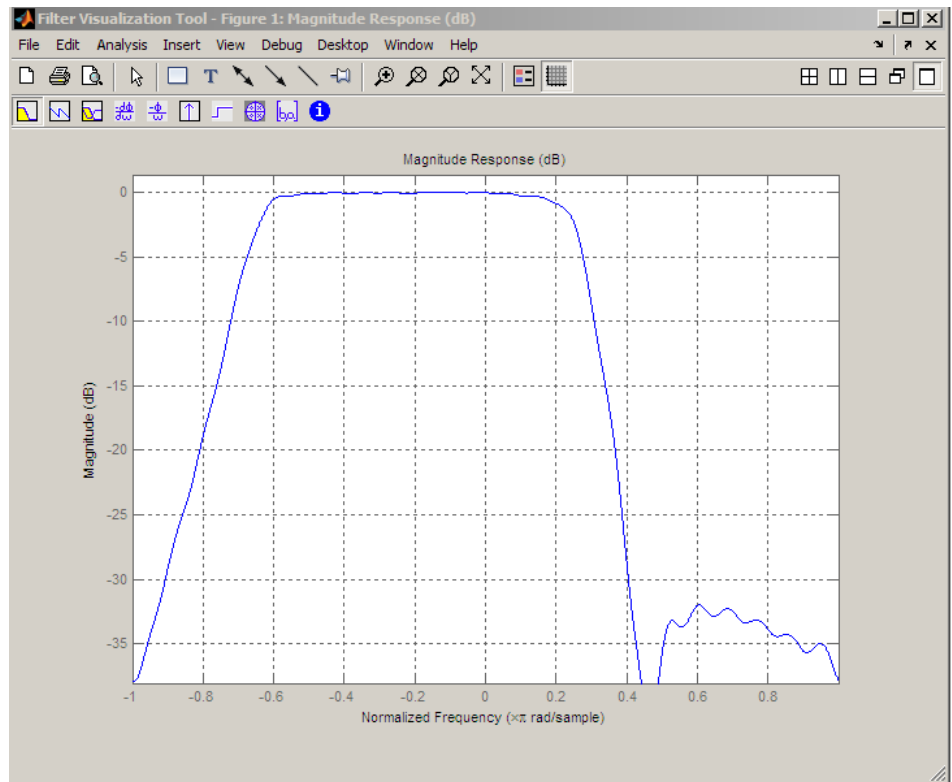 Filter Visualization Tool - Figure 1: Magnitude Response (dB)
File Edit Analysis Insert View Debug Desktop Window Help
T
-dφ
dω
-φ
ω
[b,a]
i
Magnitude Response (dB)
0
-5
-10
-15
-20
-25
-30
-35
Magnitude (dB)
-1 -0.8 -0.6 -0.4 -0.2 0 0.2 0.4 0.6 0.8
Normalized Frequency (×π rad/sample)